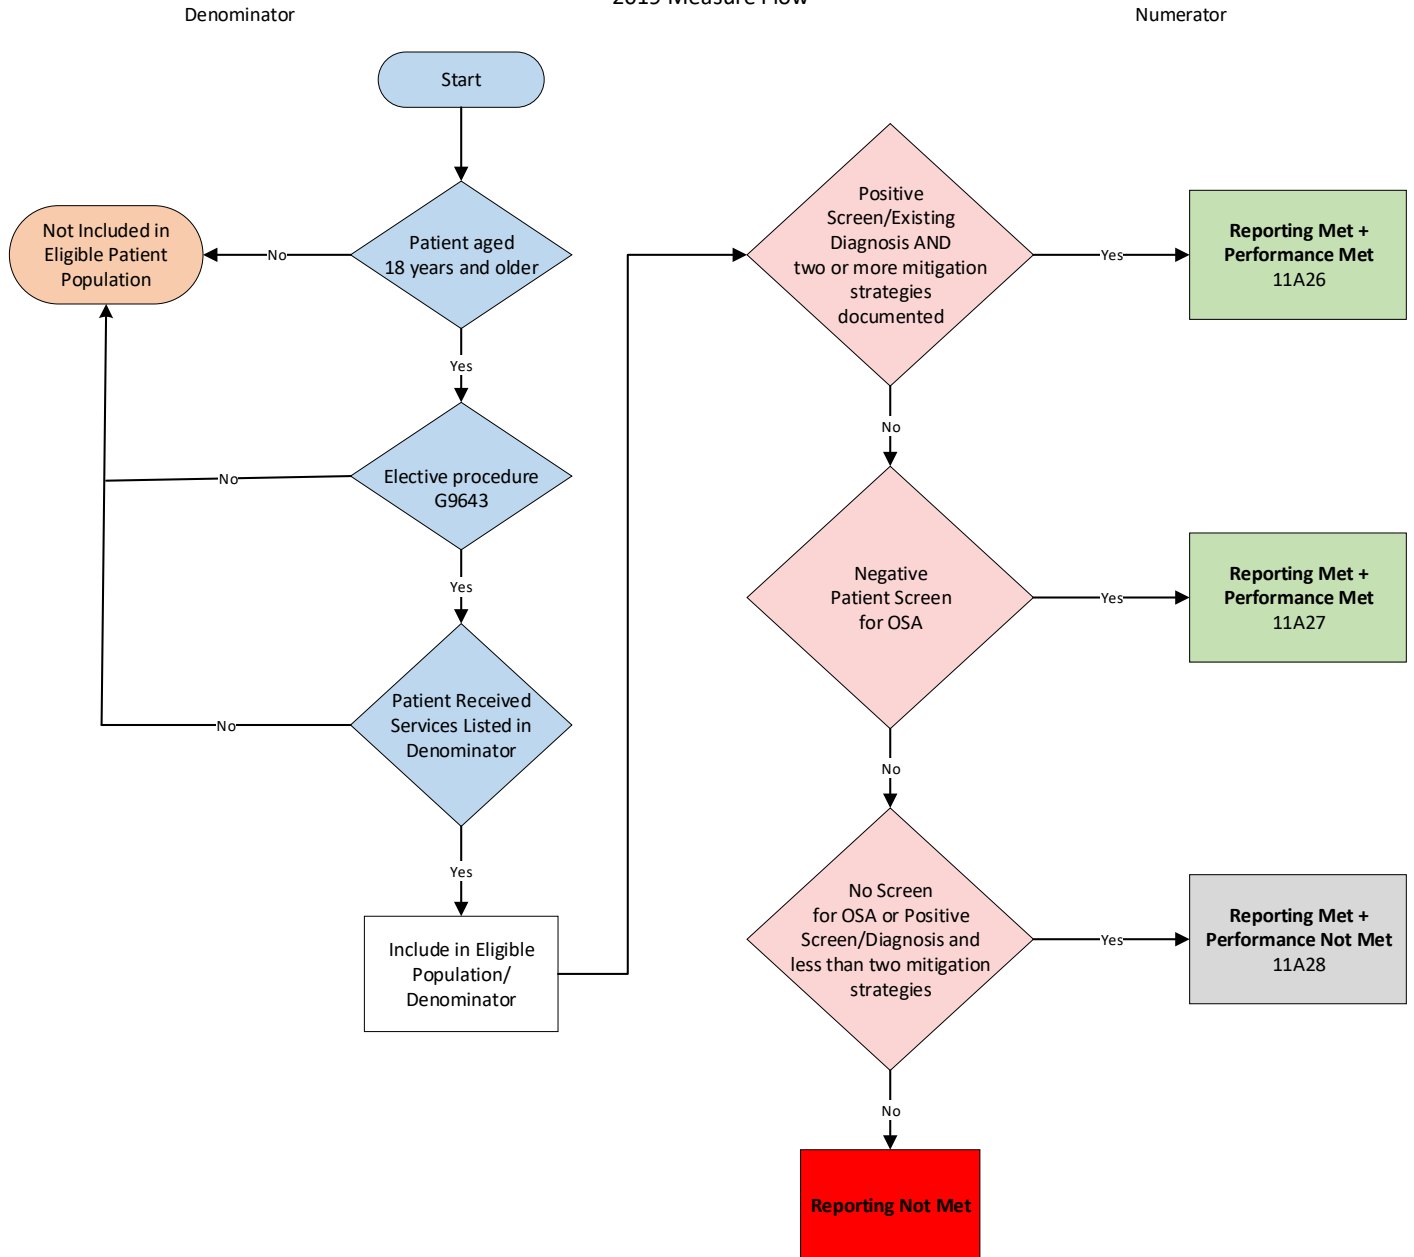 Denominator
Numerator
Start
Patient aged
18 years and older
No
Not Included in
Eligible Patient
Population
Yes
Elective procedure
G9643
No
Yes
Patient Received
Services Listed in
Denominator
No
Yes
Include in Eligible
Population/
Denominator
Positive
Screen/Existing
Diagnosis AND
two or more mitigation
strategies
documented
Yes
Reporting Met +
Performance Met
11A26
No
Negative
Patient Screen
for OSA
Yes
Reporting Met +
Performance Met
11A27
No
No Screen
for OSA or Positive
Screen/Diagnosis and
less than two mitigation
strategies
Yes
Reporting Met +
Performance Not Met
11A28
No
Reporting Not Met